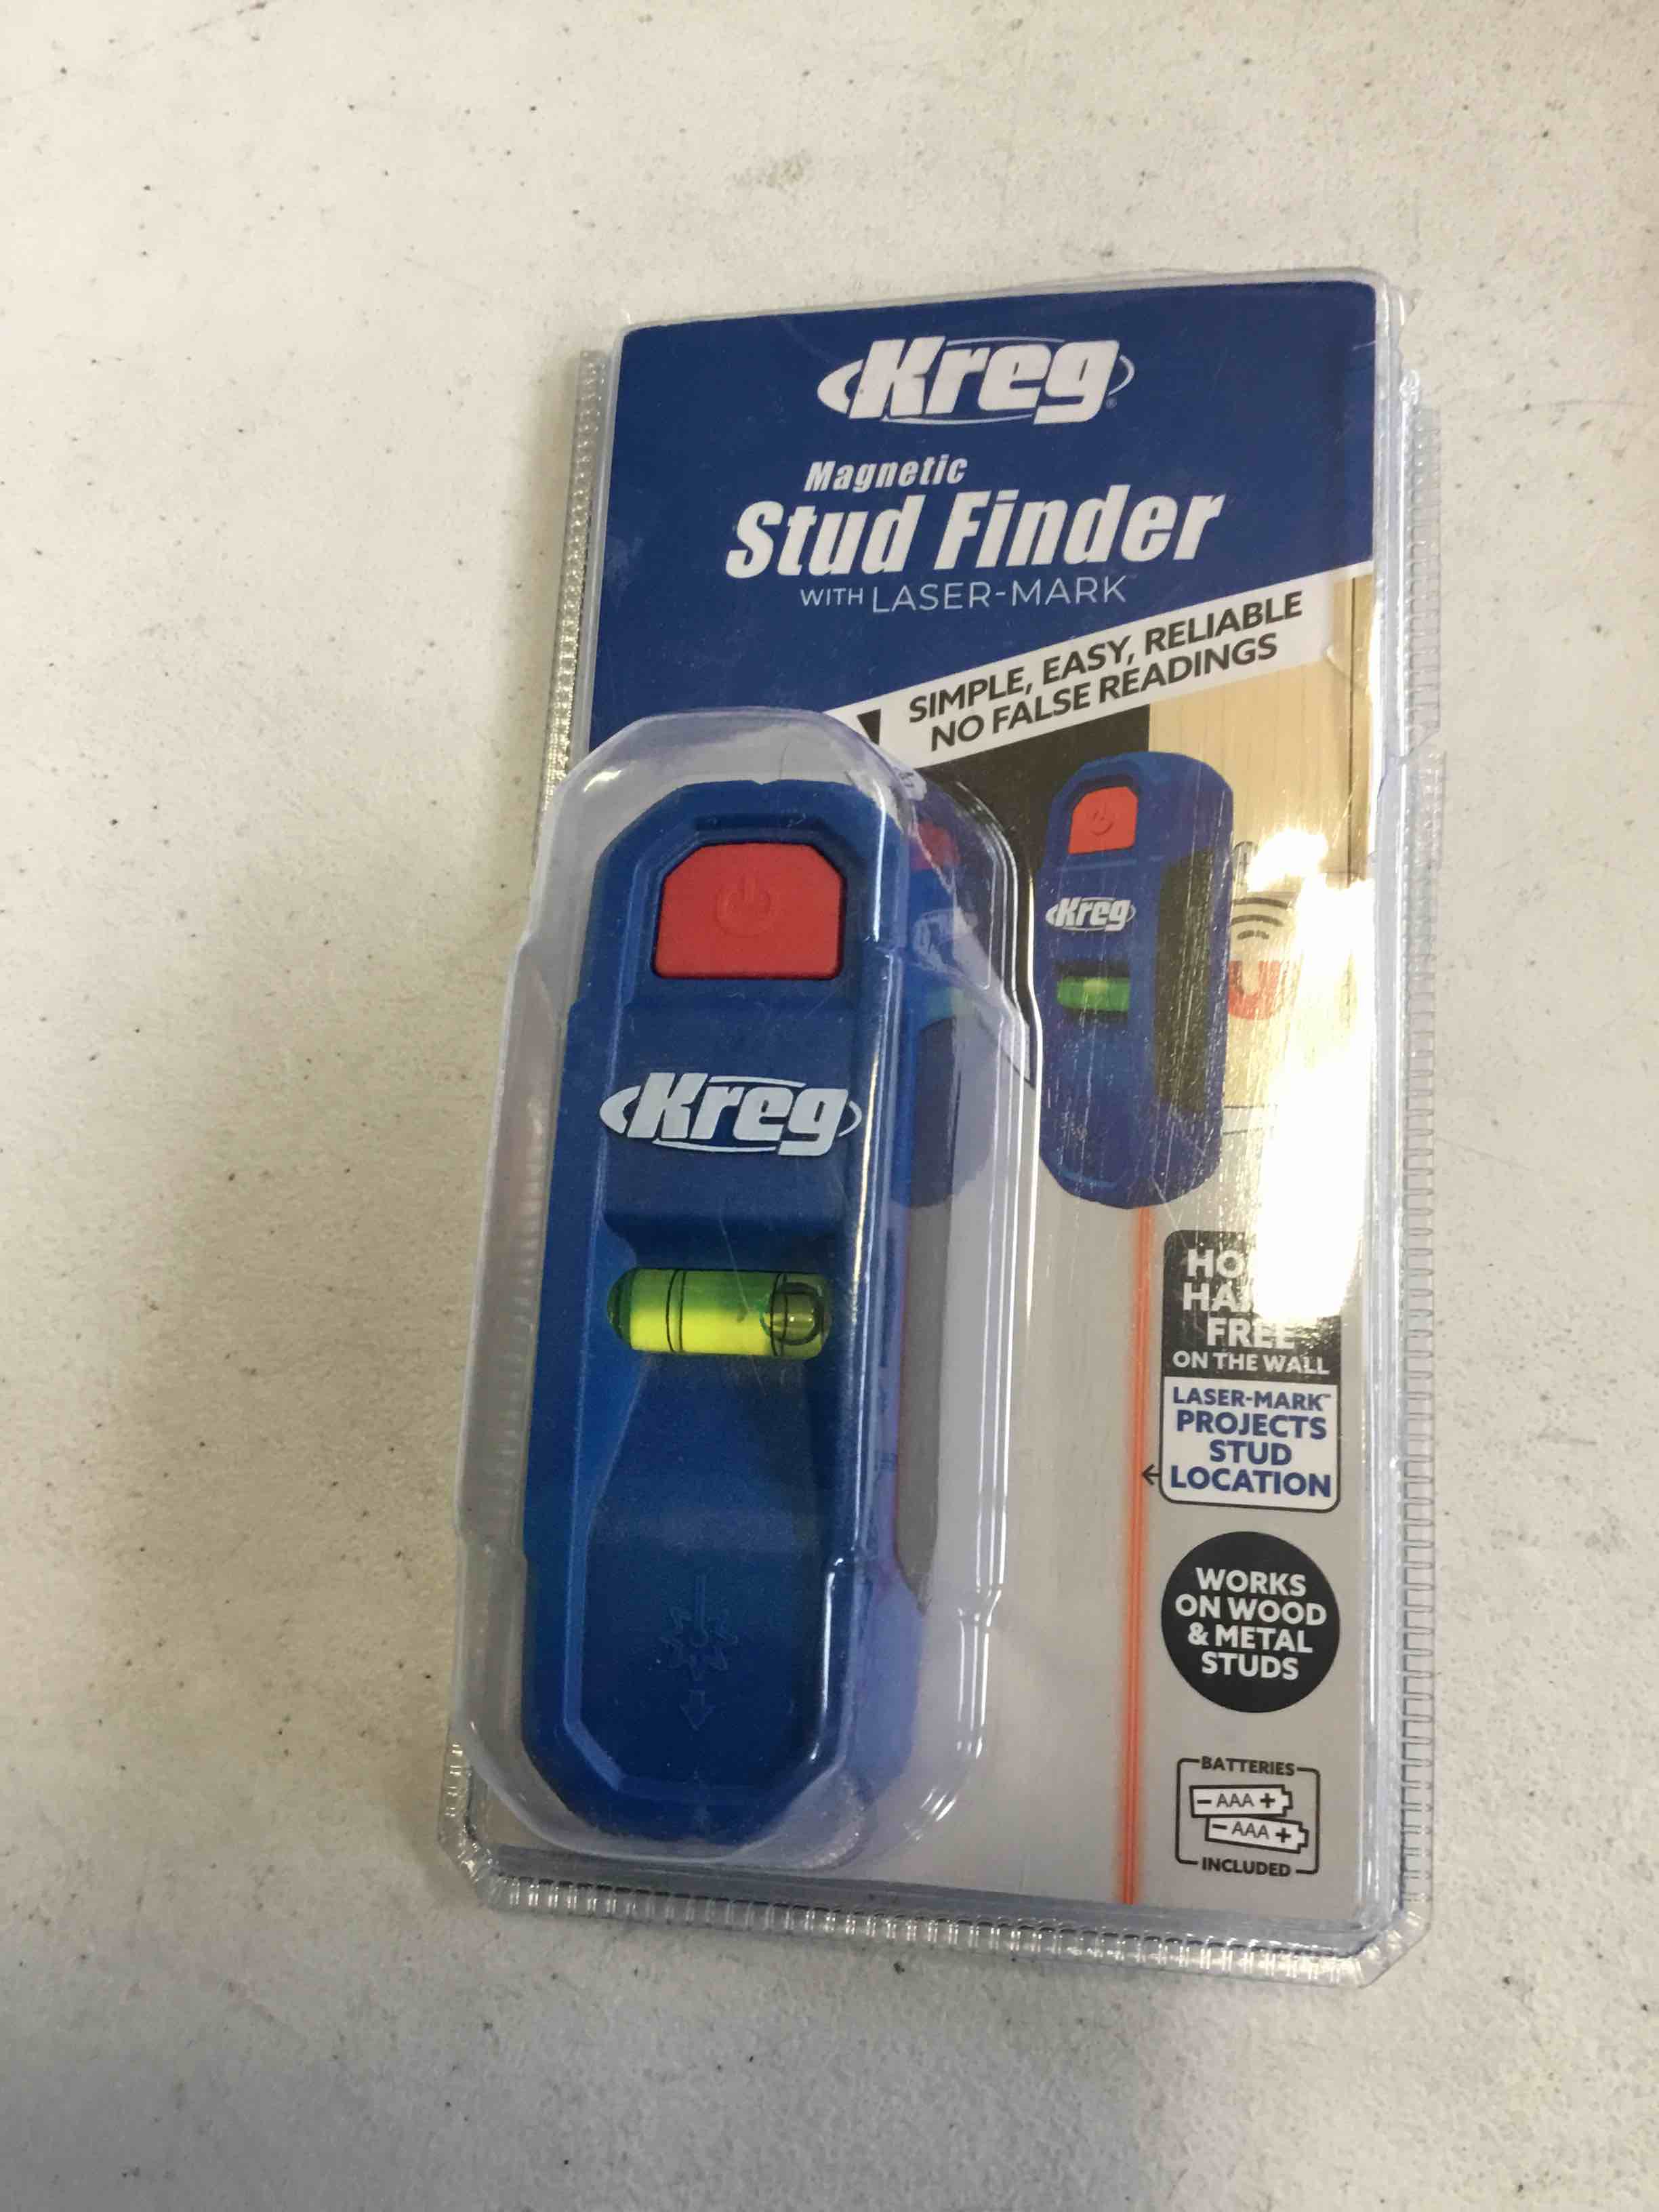 Kreg
Magnetic
Stud Finder
WITH LASER-MARK
SIMPLE, EASY, RELIABLE
NO FALSE READINGS
Kreg
Kreg
FREE
ON THE WALL
LASER-MARK™
PROJECTS
STUD
LOCATION
WORKS
ON WOOD
& METAL
STUDS
BATTERIES
- AAA +
- AAA +
INCLUDED